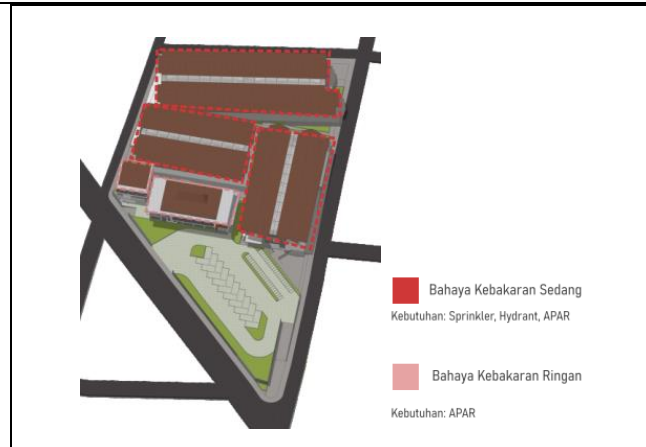 Bahaya Kebakaran Sedang
Kebutuhan: Sprinkler, Hydrant, APAR
Bahaya Kebakaran Ringan
Kebutuhan: APAR